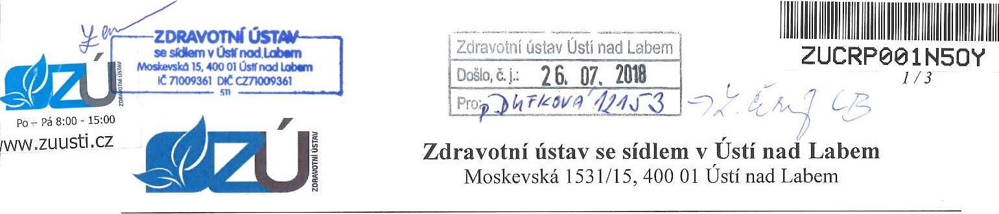 ZDRAVOTNÍ ÚSTAV
se sídlem v Ústí nad Labem
Moskevská 15, 400 01 Ústí nad Labem
IČ 71009361 DIČ CZ71009361
511
ZÚ
ZDRAVOTNÍ ÚSTAV
Po - Pá 8:00 - 15:00
www.zuusti.cz
Zdravotní ústav Ústí nad Labem
Došlo, č. j.: 26. 07. 2018
Pro: p DUFKOVÁ 12153
ZUCRP001N5OY
1 / 3
ZÚ
ZDRAVOTNÍ ÚSTAV
Zdravotní ústav se sídlem v Ústí nad Labem
Moskevská 1531/15, 400 01 Ústí nad Labem